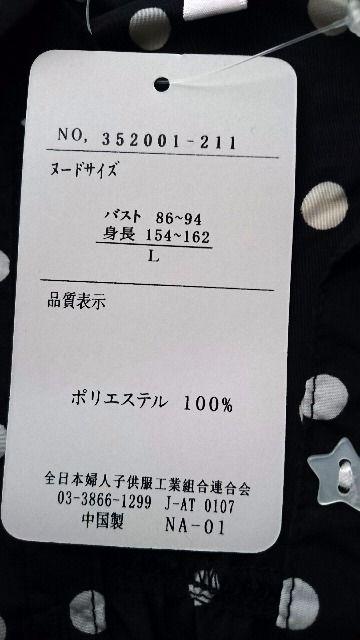 NO, 352001-211
ヌードサイズ
バスト 86~94
身長 154~162
L
品質表示
ポリエステル 100%
全日本婦人子供服工業組合連合会
03-3866-1299 J-AT 0107
中国製 NA-01